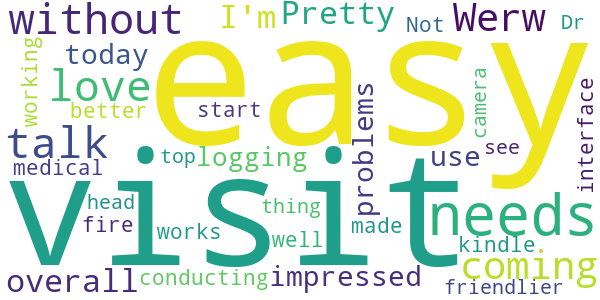 without
I'm
Pretty
Not
Werw
Dr
working
today
love
better
easy
start
problems
camera
see
interface
talk
medical
visit
top
logging
use
needs
head
fire
works
thing
well
made
kindle
coming
overall
conducting
impressed
friendlier